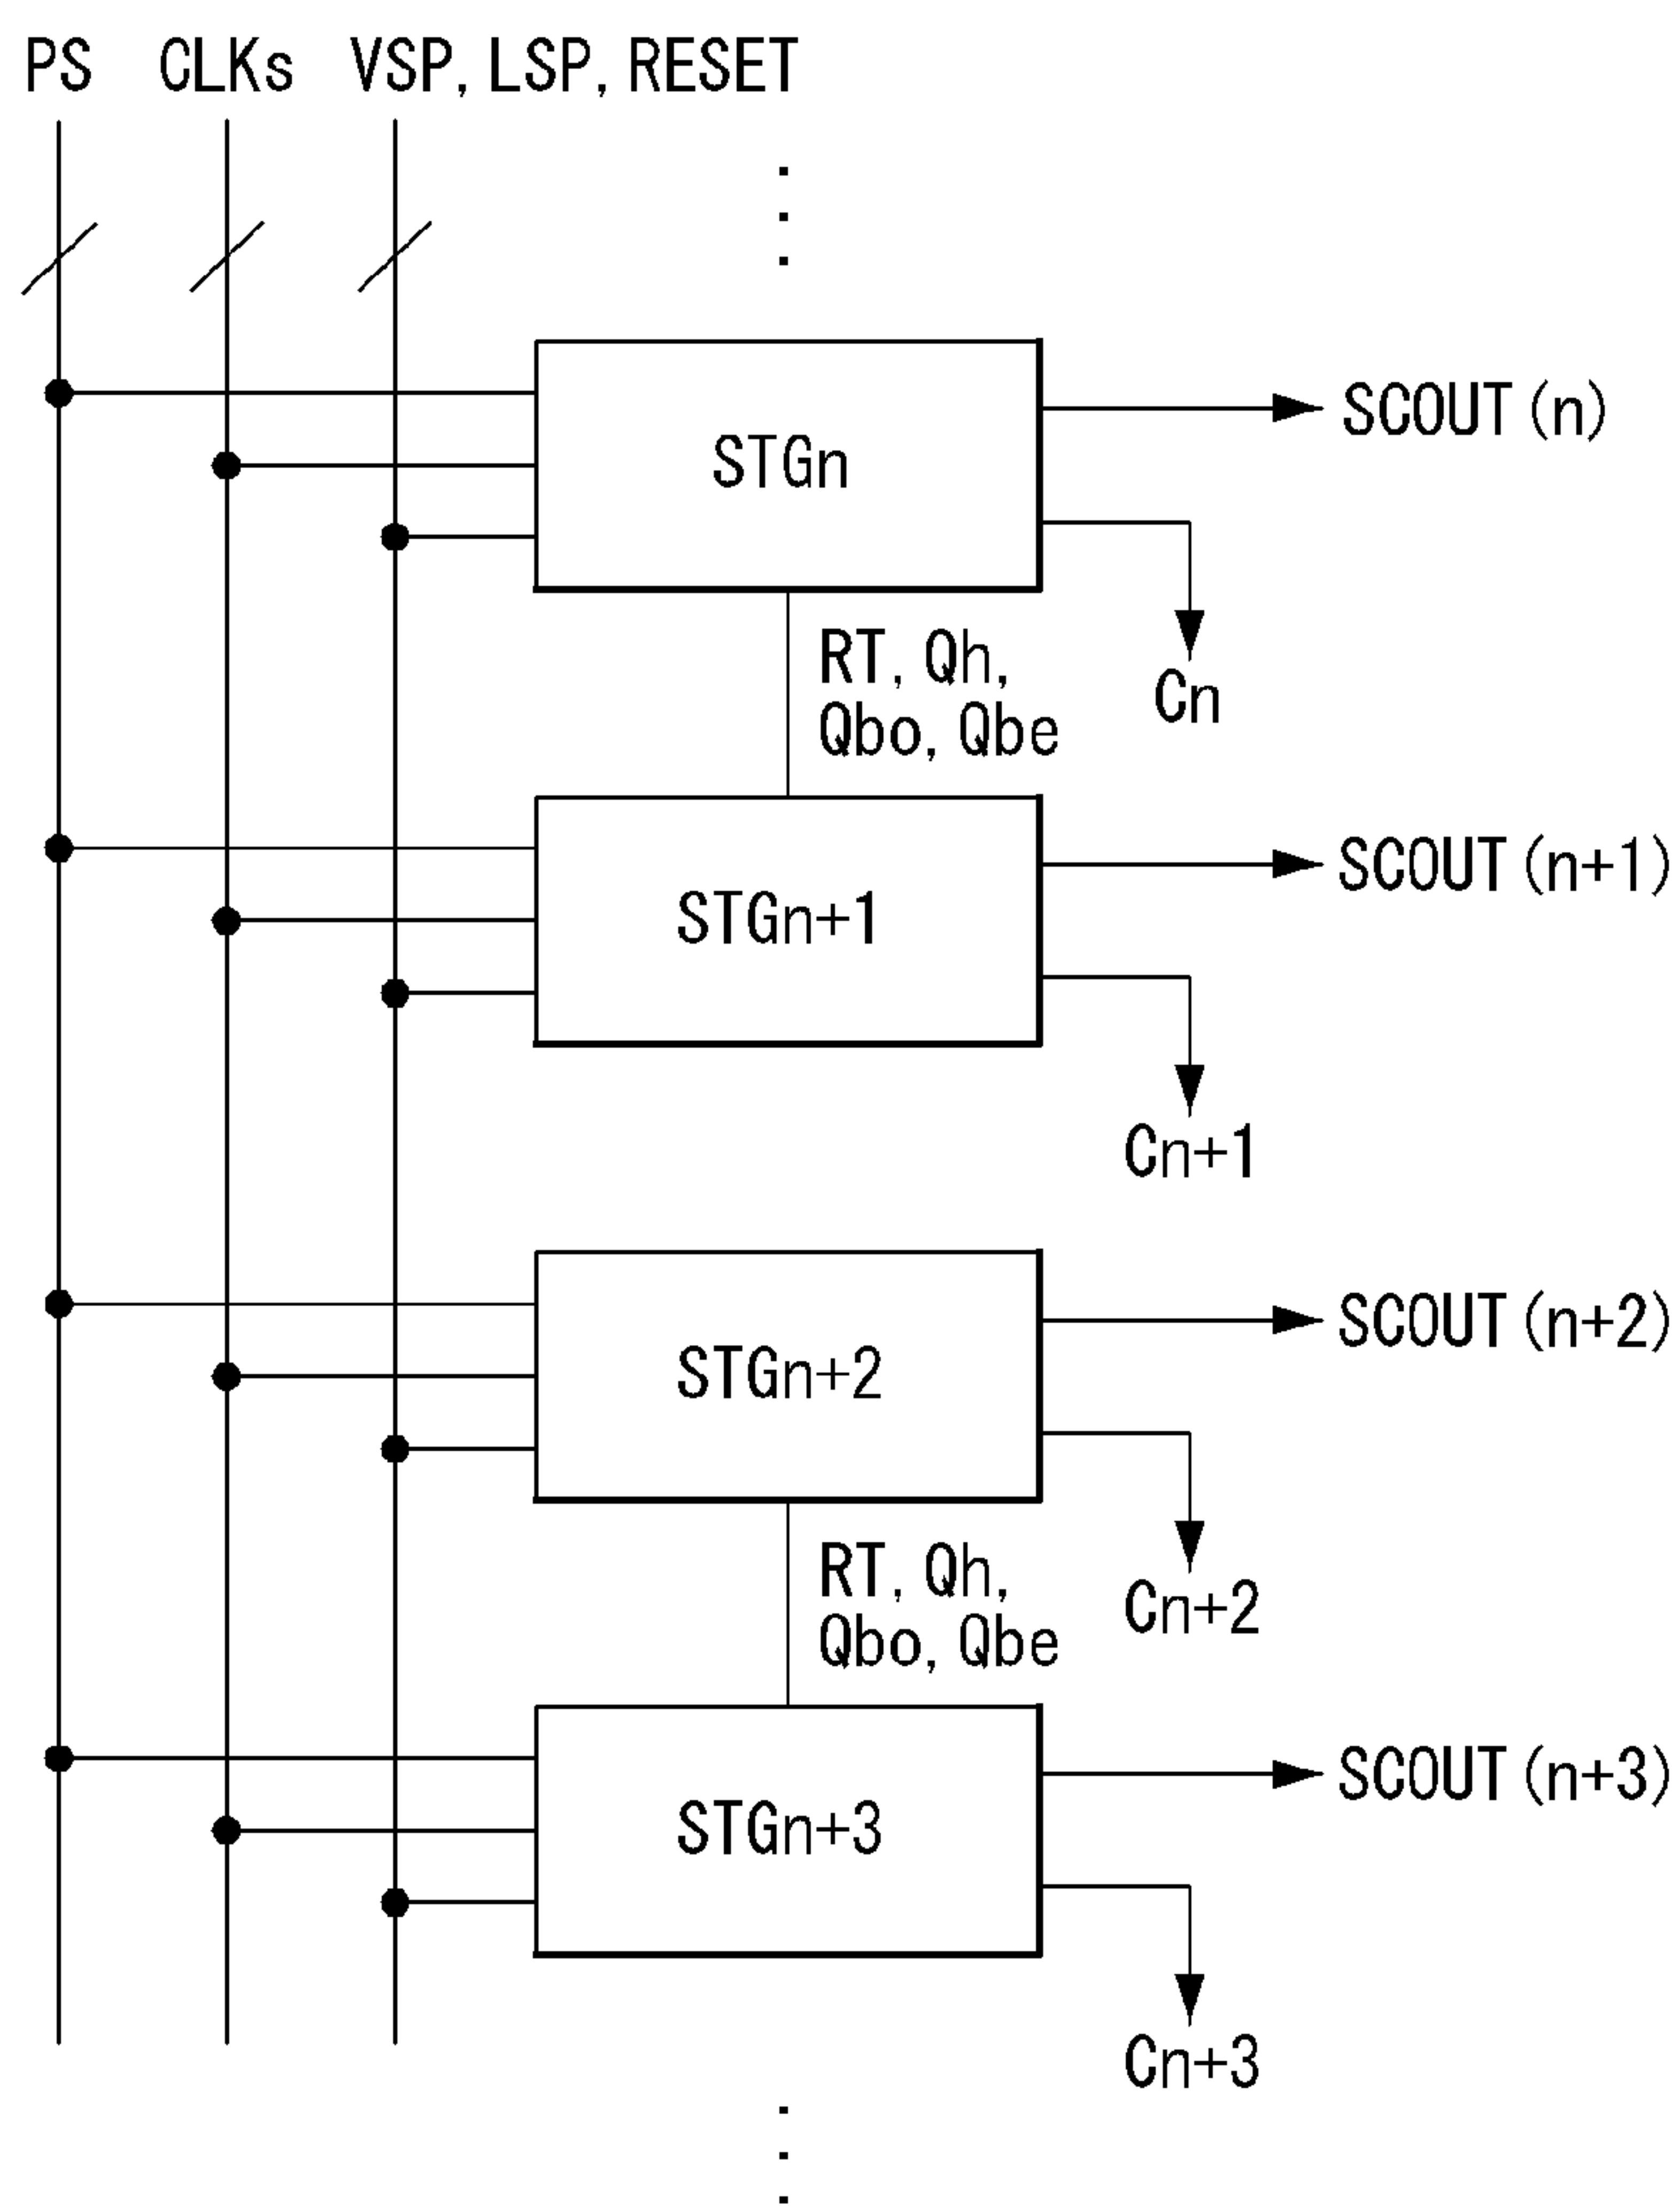 PS CLKs VSP, LSP, RESET
STGn
SCOUT (n)
RT, Qh,
Qbo, Qbe
Cn
STGn+1
SCOUT (n+1)
Cn+1
STGn+2
SCOUT (n+2)
RT, Qh,
Qbo, Qbe
Cn+2
STGn+3
SCOUT (n+3)
Cn+3